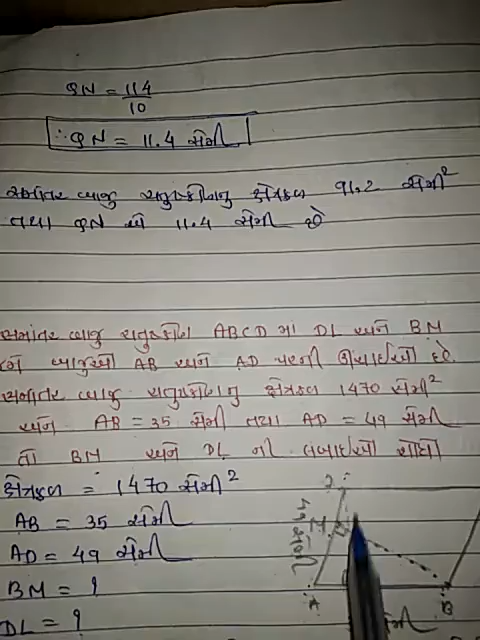 QN = 114
10
∴ QN = 11.4 સેમી
સમાંતર બાજુ ચતુષ્કોણનુ ક્ષેત્રફળ 91.2 સેમી²
તથા QN એ 11.4 સેમી છે
સમાંતર બાજુ ચતુષ્કોણ ABCD માં DL અને BM
બાજુઓ AB અને AD પરની ઊંચાઈઓ છે.
સમાંતર બાજુ ચતુષ્કોણનુ ક્ષેત્રફળ 1470 સેમી²
અને AB = 35 સેમી તથા AD = 49 સેમી
તો BM અને DL ની લંબાઈઓ શોધો
ક્ષેત્રફળ = 1470 સેમી²
AB = 35 સેમી
AD = 49 સેમી
BM = ?
DL = ?
49 સેમી
M
A
B